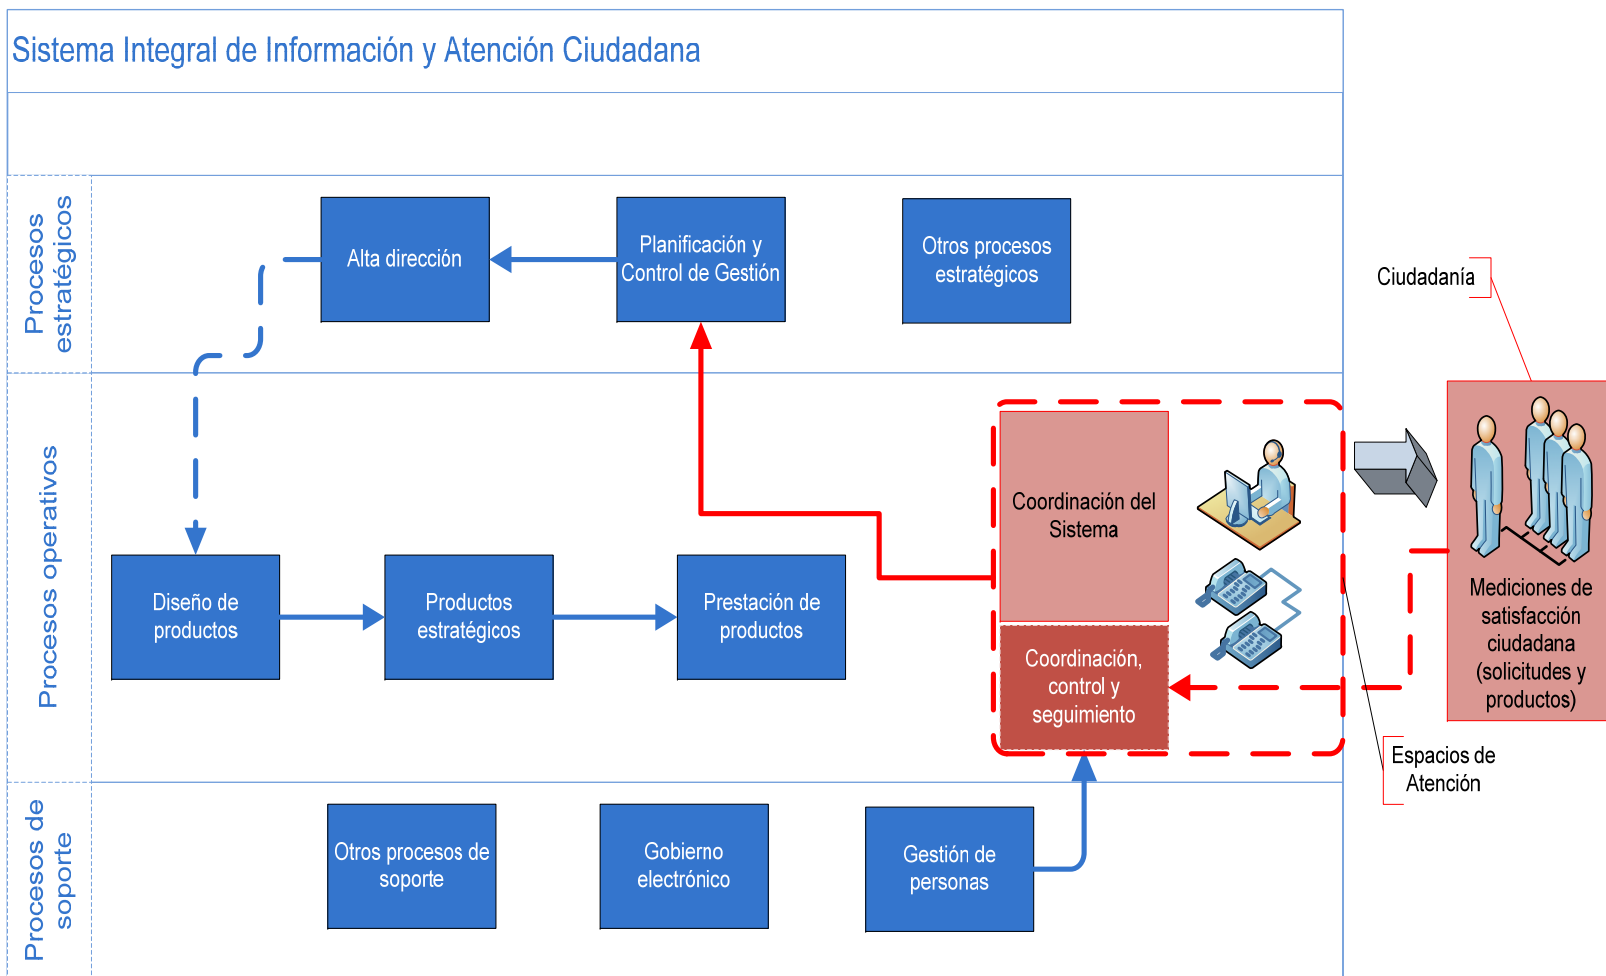 Sistema Integral de Información y Atención Ciudadana
Procesos
estratégicos
Alta dirección
Planificación y
Control de Gestión
Otros procesos
estratégicos
Ciudadanía
Procesos operativos
Diseño de
productos
Productos
estratégicos
Prestación de
productos
Coordinación del
Sistema
Coordinación,
control y
seguimiento
Mediciones de
satisfacción
ciudadana
(solicitudes y
productos)
Espacios de
Atención
Procesos de
soporte
Otros procesos de
soporte
Gobierno
electrónico
Gestión de
personas